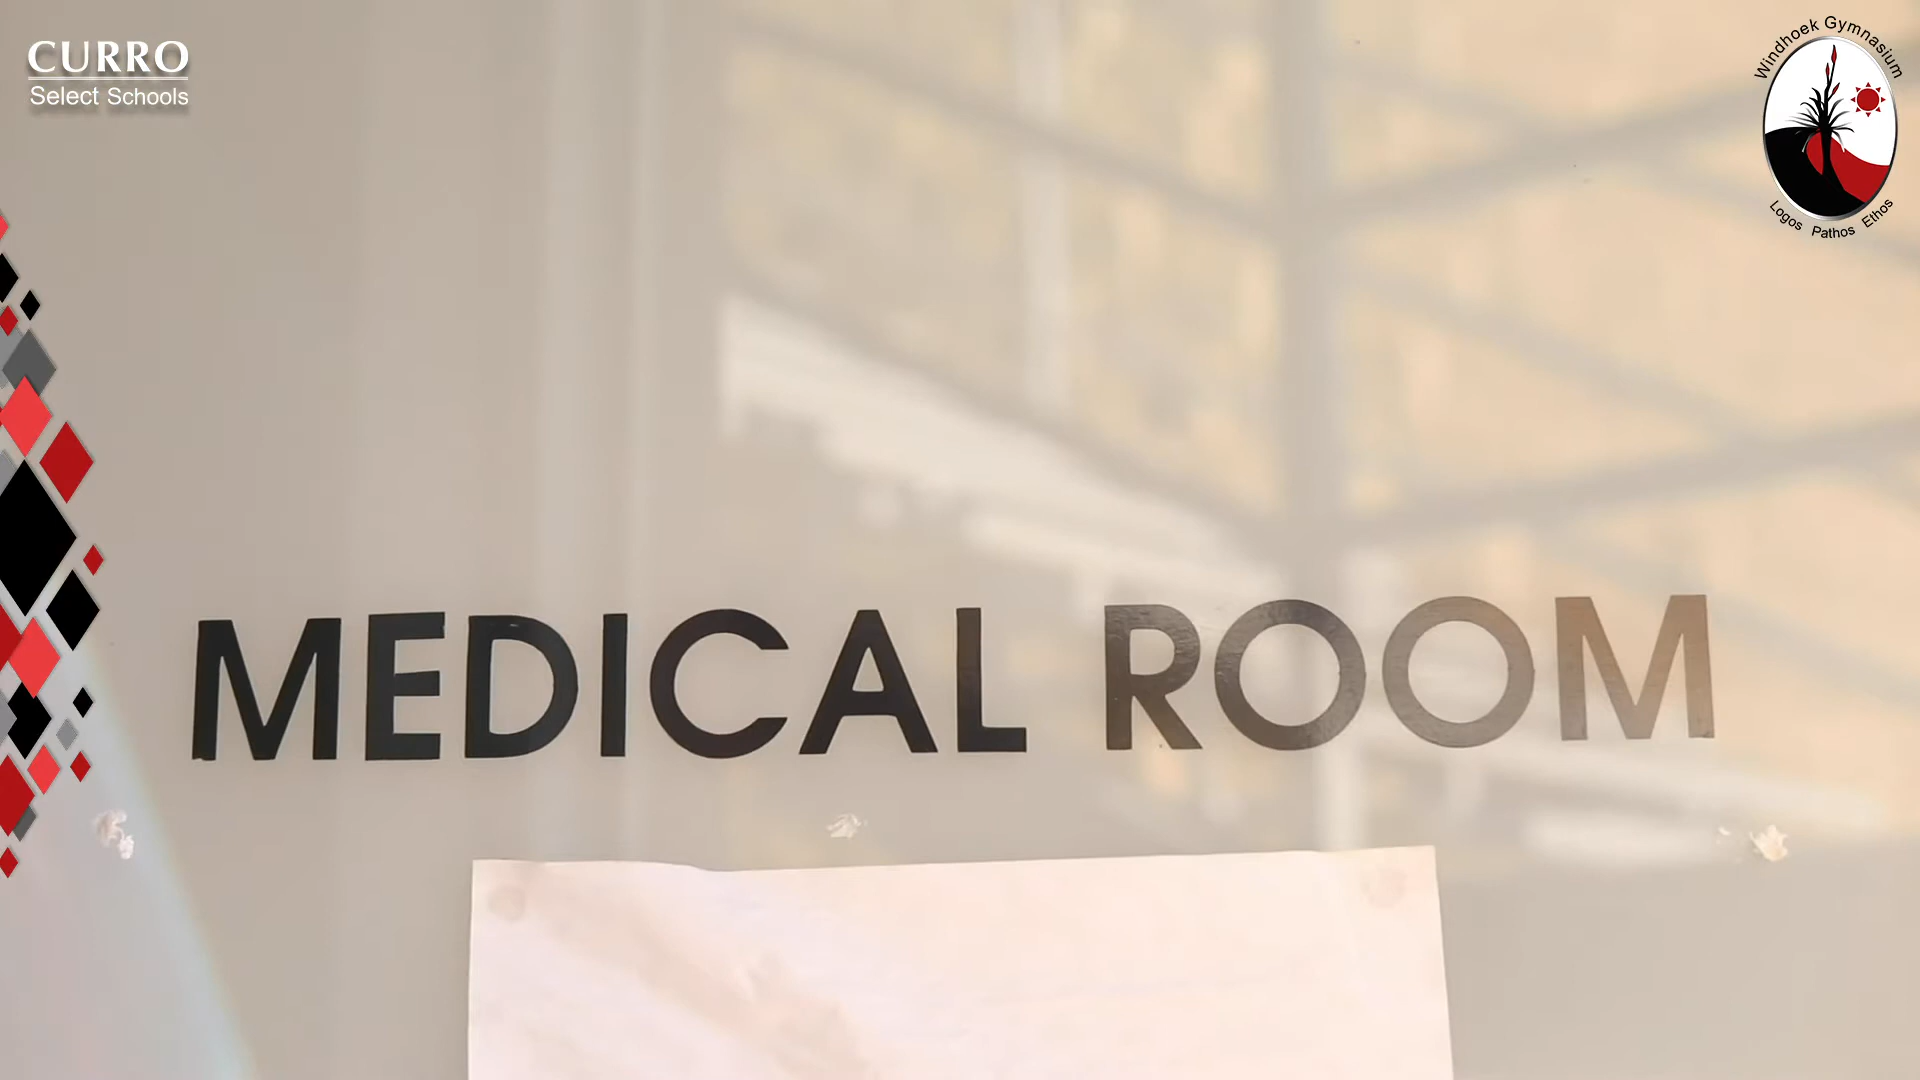 CURRO
Select Schools
Windhoek Gymnasium
Logos Pathos Ethos
MEDICAL ROOM